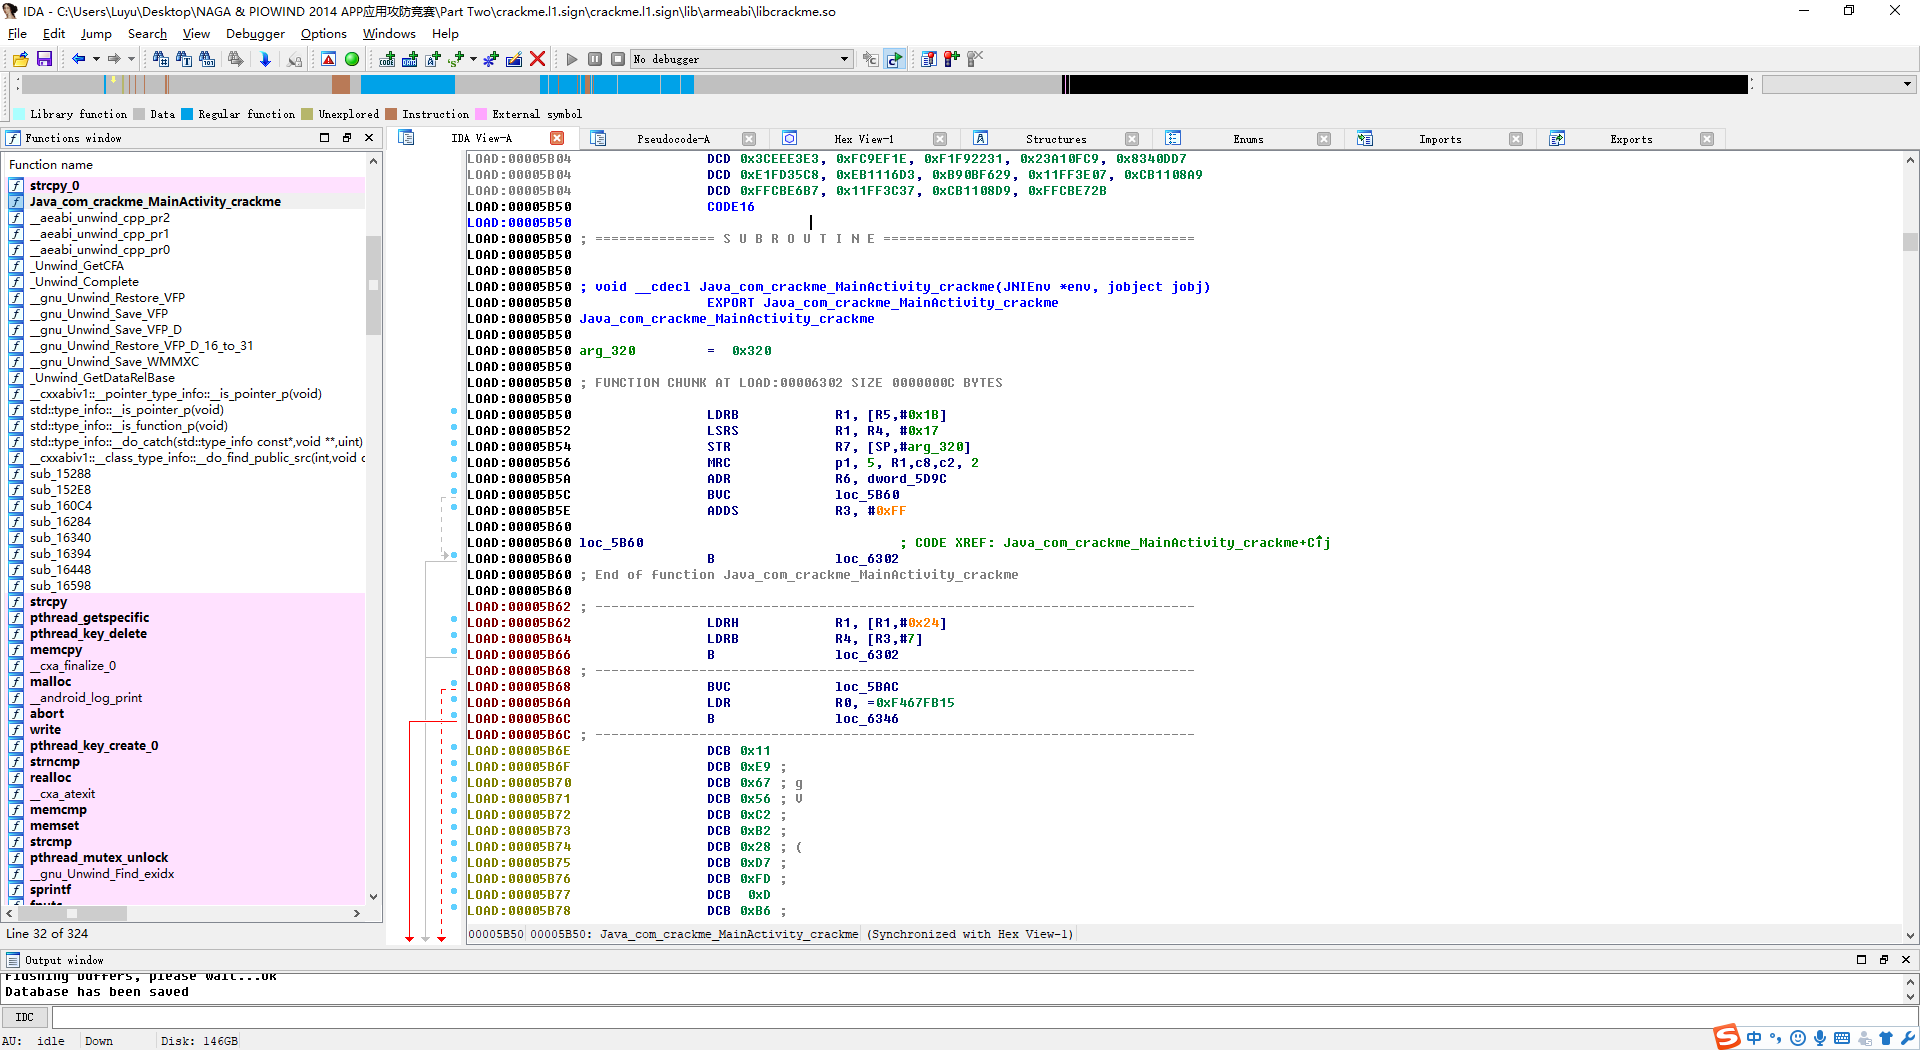 IDA - C:\Users\Luyu\Desktop\NAGA & PIOWIND 2014 APP应用攻防竞赛\Part Two\crackme.l1.sign\crackme.l1.sign\lib\armeabi\libcrackme.so
File Edit Jump Search View Debugger Options Windows Help
No debugger
Library function Data Regular function Unexplored Instruction External symbol
Functions window
IDA View-A Pseudocode-A Hex View-1 Structures Enums Imports Exports
Function name
strcpy_0
Java_com_crackme_MainActivity_crackme
__aeabi_unwind_cpp_pr2
__aeabi_unwind_cpp_pr1
__aeabi_unwind_cpp_pr0
_Unwind_GetCFA
_Unwind_Complete
__gnu_Unwind_Restore_VFP
__gnu_Unwind_Save_VFP
__gnu_Unwind_Save_VFP_D
__gnu_Unwind_Restore_VFP_D_16_to_31
__gnu_Unwind_Save_WMMXC
_Unwind_GetDataRelBase
__cxxabiv1::__pointer_type_info::__is_pointer_p(void)
std::type_info::__is_pointer_p(void)
std::type_info::__is_function_p(void)
std::type_info::__do_catch(std::type_info const*,void **,uint)
__cxxabiv1::__class_type_info::__do_find_public_src(int,void c
sub_15288
sub_152E8
sub_160C4
sub_16284
sub_16340
sub_16394
sub_16448
sub_16598
strcpy
pthread_getspecific
pthread_key_delete
memcpy
__cxa_finalize_0
malloc
__android_log_print
abort
write
pthread_key_create_0
strncmp
realloc
__cxa_atexit
memcmp
memset
strcmp
pthread_mutex_unlock
__gnu_Unwind_Find_exidx
sprintf
fputs
Line 32 of 324
LOAD:00005B04 DCD 0x3CEEE3E3, 0xFC9EF1E, 0xF1F92231, 0x23A10FC9, 0x8340DD7
LOAD:00005B04 DCD 0xE1FD35C8, 0xEB1116D3, 0xB90BF629, 0x11FF3E07, 0xCB1108A9
LOAD:00005B04 DCD 0xFFCBE6B7, 0x11FF3C37, 0xCB1108D9, 0xFFCBE72B
LOAD:00005B50 CODE16
LOAD:00005B50
LOAD:00005B50 ; =============== S U B R O U T I N E =======================================
LOAD:00005B50
LOAD:00005B50
LOAD:00005B50 ; void __cdecl Java_com_crackme_MainActivity_crackme(JNIEnv *env, jobject jobj)
LOAD:00005B50 EXPORT Java_com_crackme_MainActivity_crackme
LOAD:00005B50 Java_com_crackme_MainActivity_crackme
LOAD:00005B50
LOAD:00005B50 arg_320 = 0x320
LOAD:00005B50
LOAD:00005B50 ; FUNCTION CHUNK AT LOAD:00006302 SIZE 0000000C BYTES
LOAD:00005B50
LOAD:00005B50 LDRB R1, [R5,#0x1B]
LOAD:00005B52 LSRS R1, R4, #0x17
LOAD:00005B54 STR R7, [SP,#arg_320]
LOAD:00005B56 MRC p1, 5, R1,c8,c2, 2
LOAD:00005B5A ADR R6, dword_5D9C
LOAD:00005B5C BVC loc_5B60
LOAD:00005B5E ADDS R3, #0xFF
LOAD:00005B60
LOAD:00005B60 loc_5B60 ; CODE XREF: Java_com_crackme_MainActivity_crackme+C↑j
LOAD:00005B60 B loc_6302
LOAD:00005B60 ; End of function Java_com_crackme_MainActivity_crackme
LOAD:00005B60
LOAD:00005B62 ; ---------------------------------------------------------------------------
LOAD:00005B62 LDRH R1, [R1,#0x24]
LOAD:00005B64 LDRB R4, [R3,#7]
LOAD:00005B66 B loc_6302
LOAD:00005B68 ; ---------------------------------------------------------------------------
LOAD:00005B68 BVC loc_5BAC
LOAD:00005B6A LDR R0, =0xF467FB15
LOAD:00005B6C B loc_6346
LOAD:00005B6C ; ---------------------------------------------------------------------------
LOAD:00005B6E DCB 0x11
LOAD:00005B6F DCB 0xE9 ;
LOAD:00005B70 DCB 0x67 ; g
LOAD:00005B71 DCB 0x56 ; V
LOAD:00005B72 DCB 0xC2 ;
LOAD:00005B73 DCB 0xB2 ;
LOAD:00005B74 DCB 0x28 ; (
LOAD:00005B75 DCB 0xD7 ;
LOAD:00005B76 DCB 0xFD ;
LOAD:00005B77 DCB 0xD
LOAD:00005B78 DCB 0xB6 ;
00005B50 00005B50: Java_com_crackme_MainActivity_crackme (Synchronized with Hex View-1)
Output window
Flushing buffers, please wait...ok
Database has been saved
IDC
AU: idle Down Disk: 146GB
中